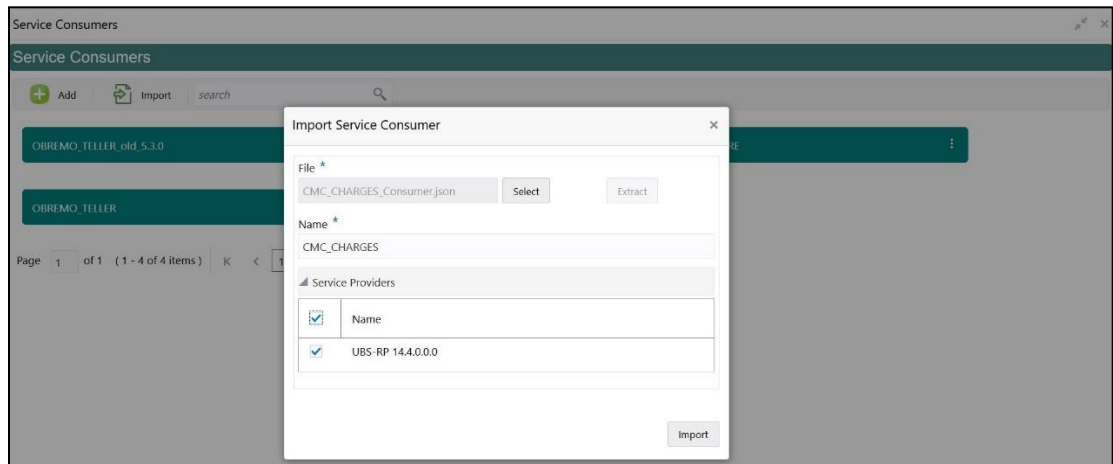 Service Consumers
Service Consumers
Add Import search
OBREMO_TELLER_old_5.3.0
RE
OBREMO_TELLER
Page 1 of 1 (1 - 4 of 4 items) K < 1
Import Service Consumer ×
File *
CMC_CHARGES_Consumer.json Select Extract
Name *
CMC_CHARGES
Service Providers
Name
UBS-RP 14.4.0.0.0
Import